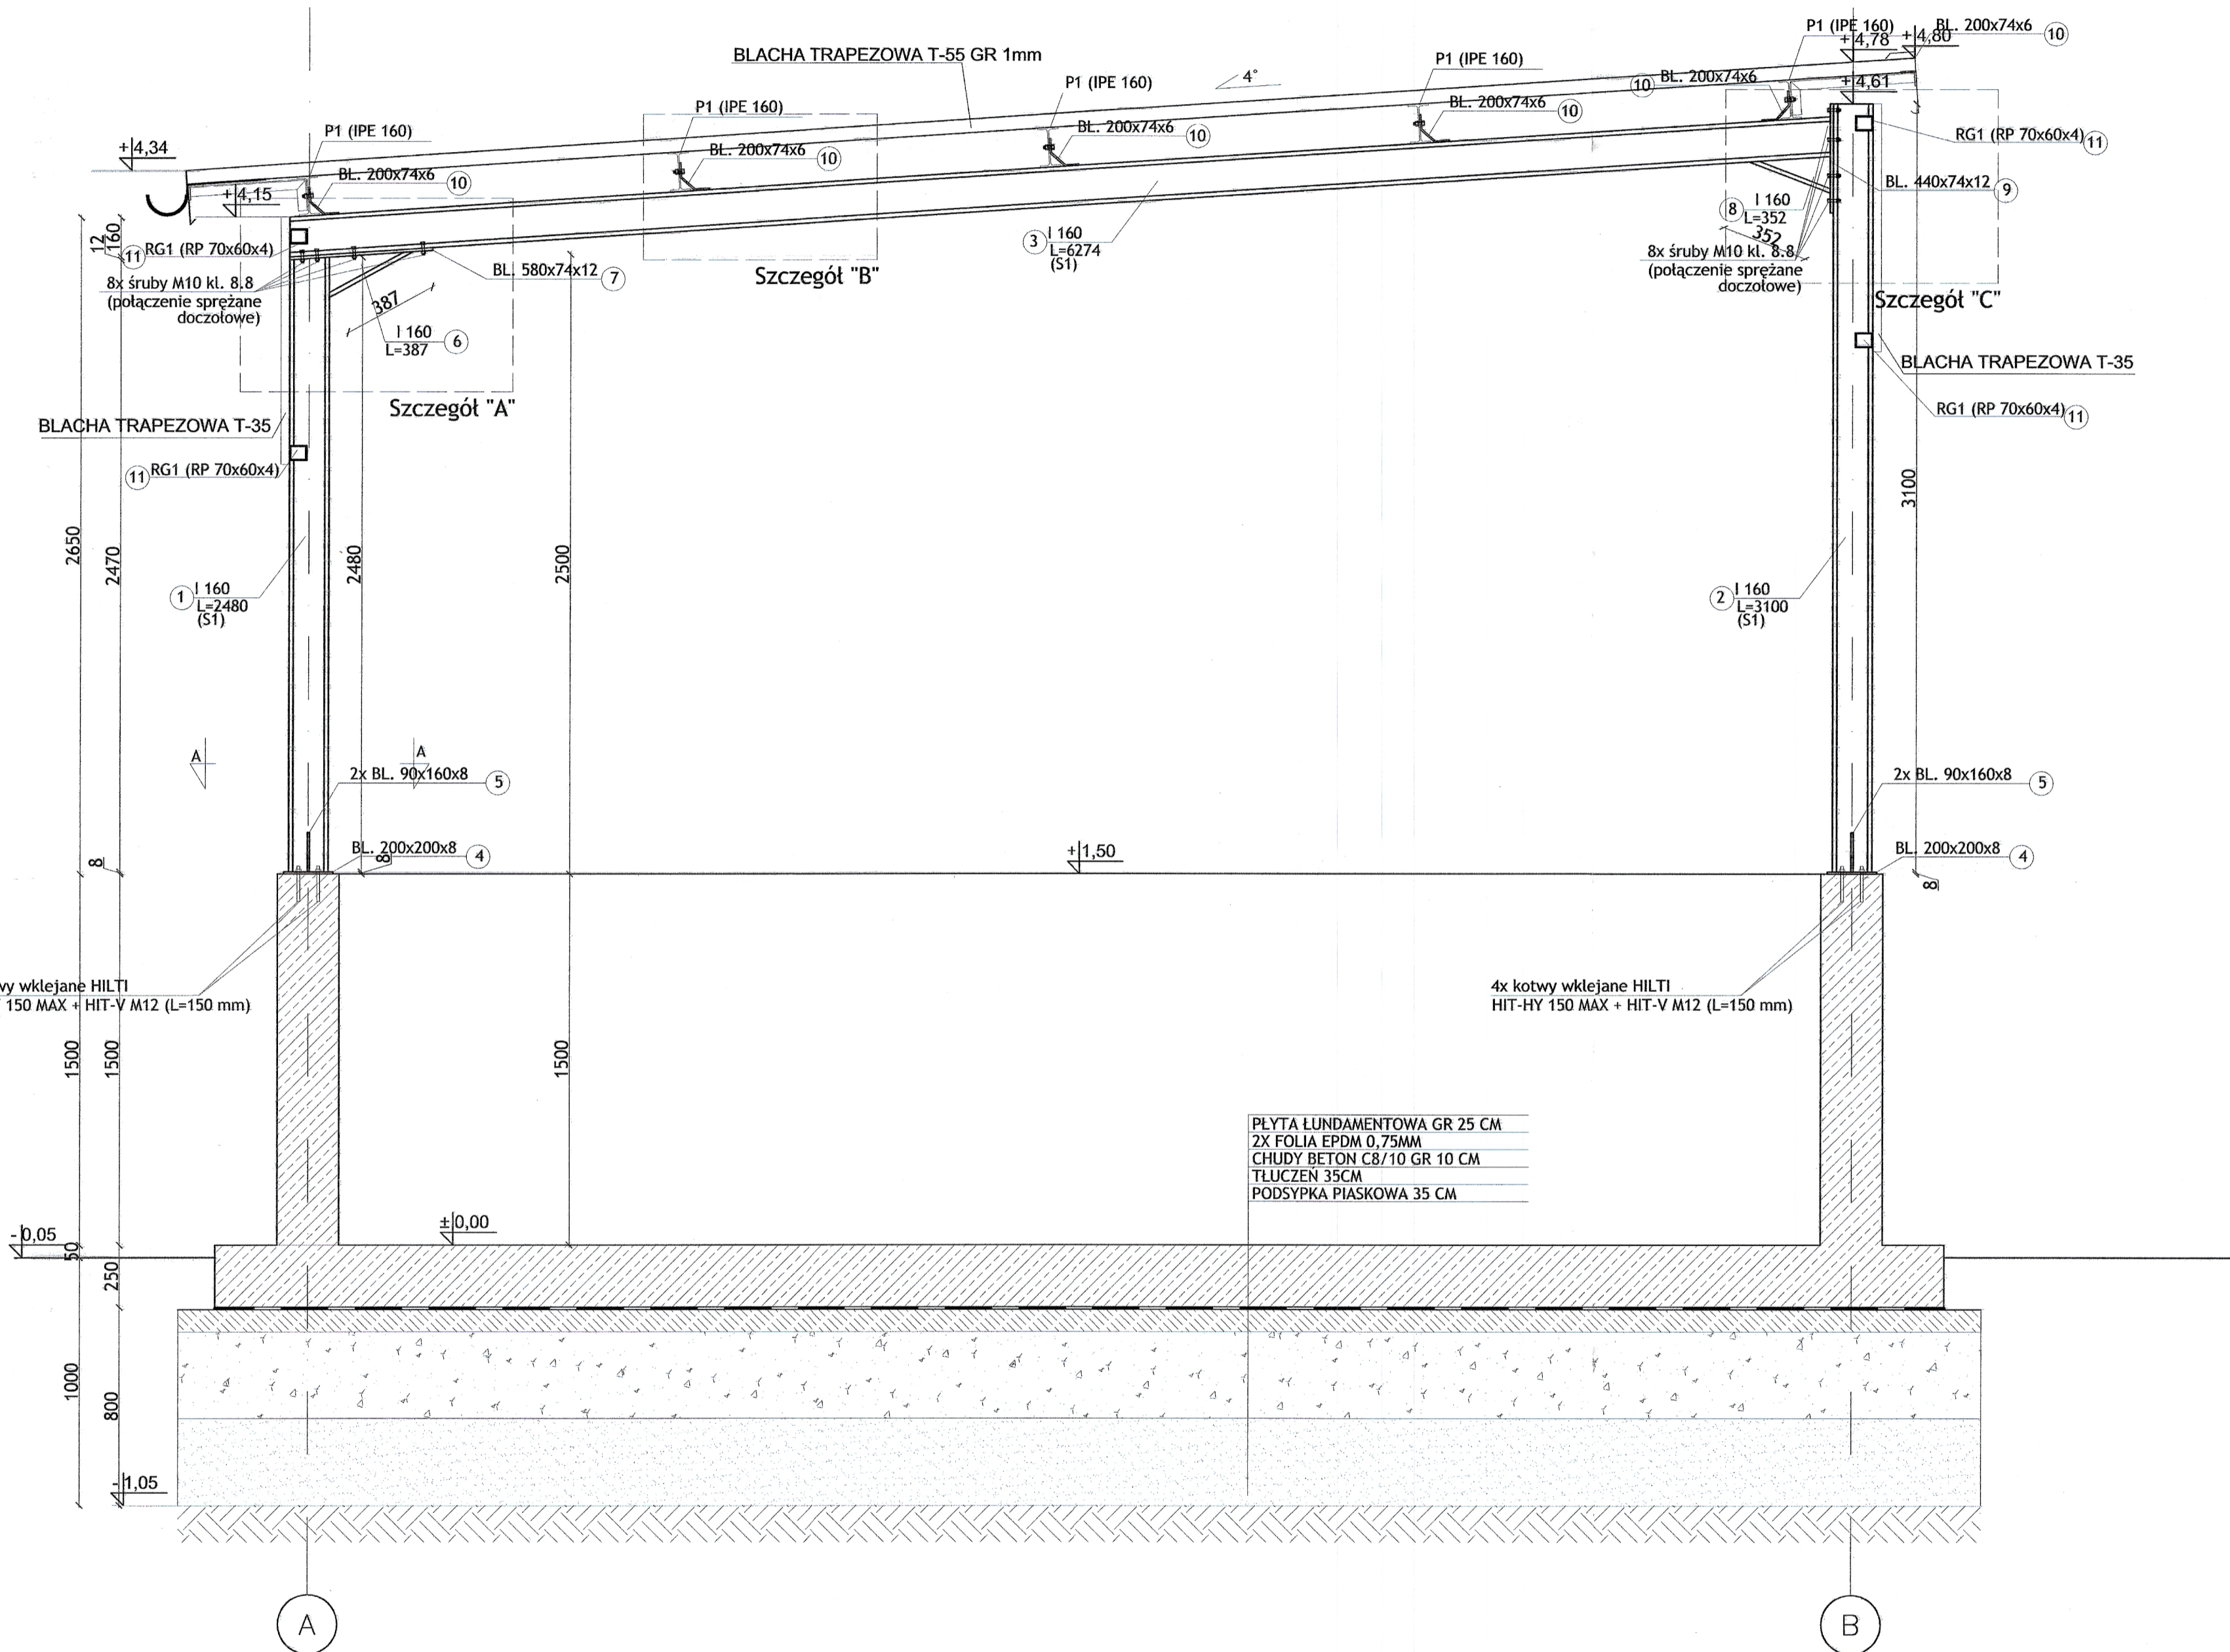 BLACHA TRAPEZOWA T-55 GR 1mm
4°
P1 (IPE 160)
+4,78
+4,80
BL. 200x74x6 10
P1 (IPE 160)
P1 (IPE 160)
10 BL. 200x74x6
+4,61
P1 (IPE 160)
BL. 200x74x6 10
P1 (IPE 160)
BL. 200x74x6 10
RG1 (RP 70x60x4) 11
+4,34
BL. 200x74x6 10
BL. 200x74x6 10
+4,15
BL. 440x74x12 9
8 I 160
L=352
352
12
160
11 RG1 (RP 70x60x4)
3 I 160
L=6274
(S1)
8x śruby M10 kl. 8.8
(połączenie sprężane
doczołowe)
8x śruby M10 kl. 8.8
(połączenie sprężane
doczołowe)
BL. 580x74x12 7
Szczegół "B"
Szczegół "C"
387
I 160
L=387
6
BLACHA TRAPEZOWA T-35
Szczegół "A"
RG1 (RP 70x60x4) 11
BLACHA TRAPEZOWA T-35
11 RG1 (RP 70x60x4)
2650
2470
2480
2500
3100
1 I 160
L=2480
(S1)
2 I 160
L=3100
(S1)
A
A
2x BL. 90x160x8 5
2x BL. 90x160x8 5
BL. 200x200x8 4
BL. 200x200x8 4
8
8
8
+1,50
wy wklejane HILTI
150 MAX + HIT-V M12 (L=150 mm)
4x kotwy wklejane HILTI
HIT-HY 150 MAX + HIT-V M12 (L=150 mm)
1500
1500
1500
PŁYTA ŁUNDAMENTOWA GR 25 CM
2X FOLIA EPDM 0,75MM
CHUDY BETON C8/10 GR 10 CM
TŁUCZEŃ 35CM
PODSYPKA PIASKOWA 35 CM
- 0,05
±0,00
50
250
1000
800
- 1,05
A
B